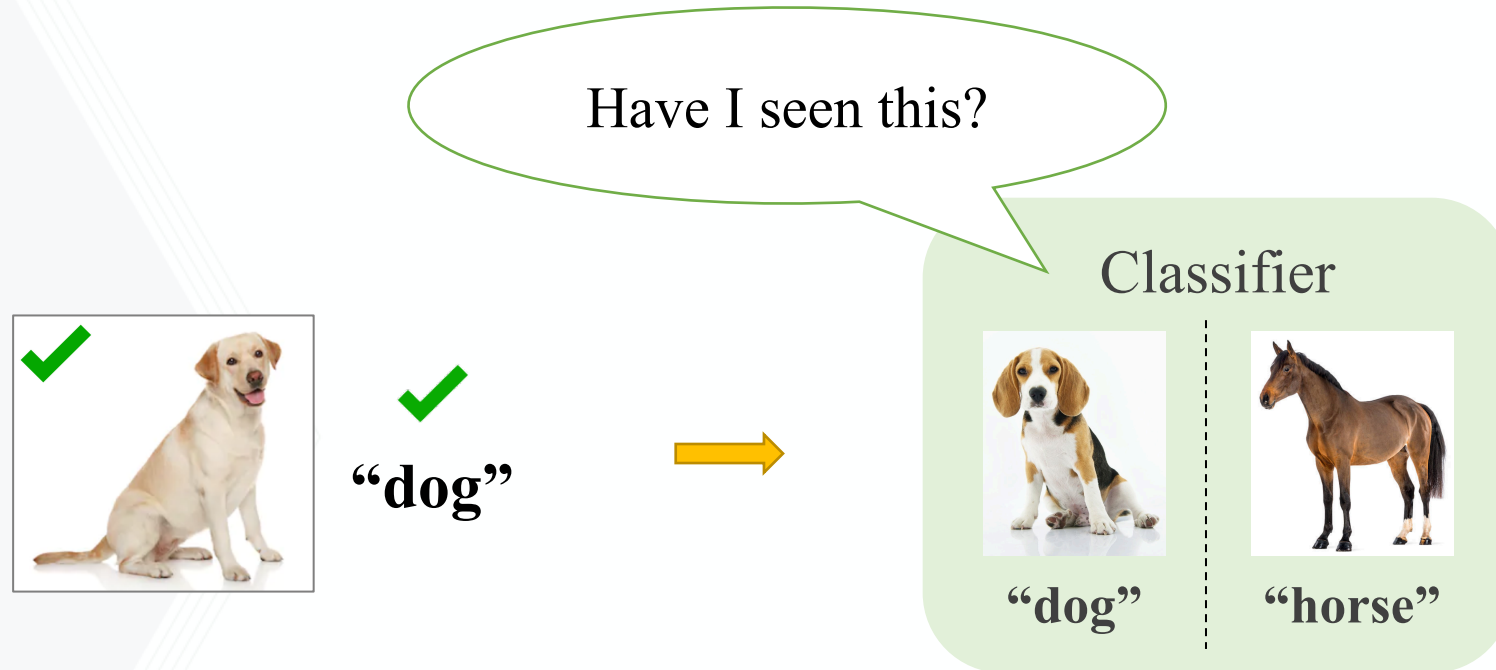 Have I seen this?
Classifier
“dog”
“dog”
“horse”